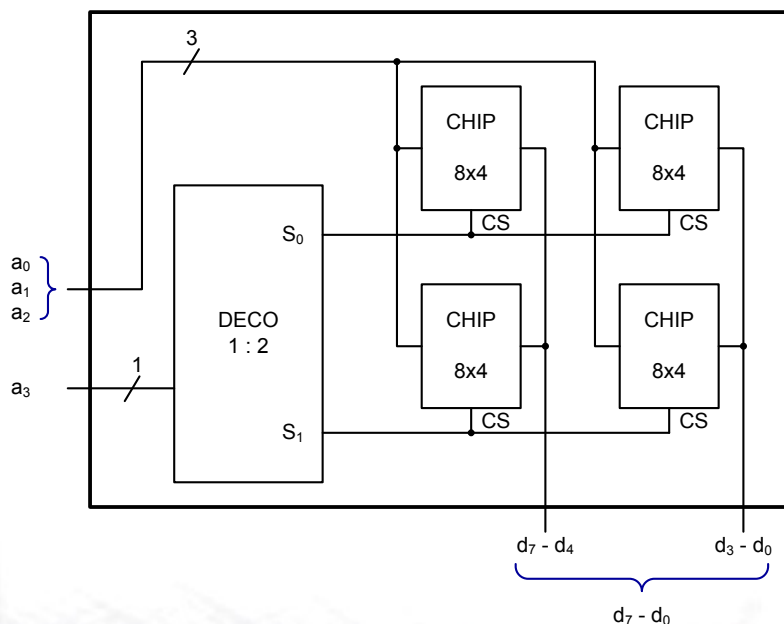 3
CHIP
8x4
CS
CHIP
8x4
CS
S₀
a₀
a₁
a₂
DECO
1 : 2
CHIP
8x4
CS
CHIP
8x4
CS
1
a₃
S₁
d₇ - d₄
d₃ - d₀
d₇ - d₀